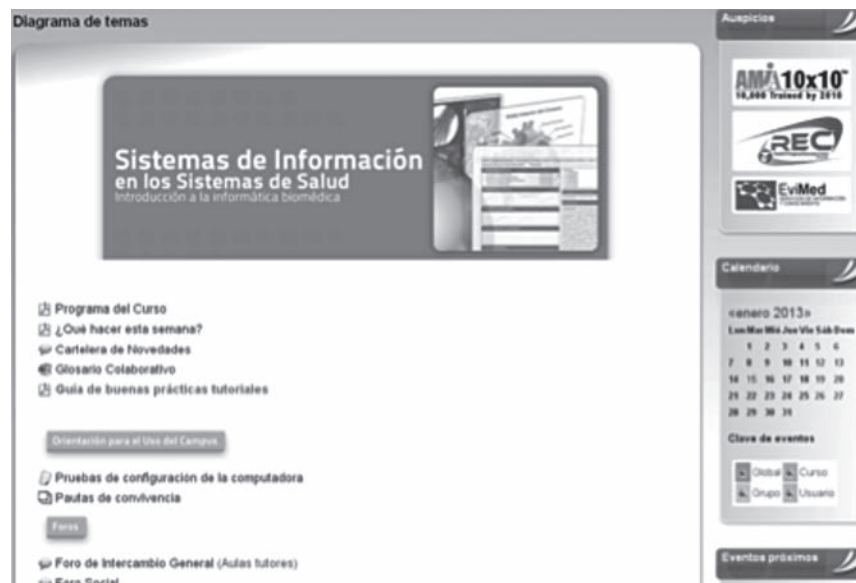 Diagrama de temas
Sistemas de Información
en los Sistemas de Salud
Introducción a la informática biomédica
Programa del Curso
¿Qué hacer esta semana?
Cartelera de Novedades
Glosario Colaborativo
Guía de buenas prácticas tutoriales
Orientación para el Uso del Campus
Pruebas de configuración de la computadora
Pautas de convivencia
Foros
Foro de Intercambio General (Aulas tutores)
Foro Social
Auspicios
AMIA 10x10™
10,000 Trained by 2010
REC
EviMed
Calendario
«enero 2013»
Lun Mar Mié Jue Vie Sáb Dom
1 2 3 4 5 6
7 8 9 10 11 12 13
14 15 16 17 18 19 20
21 22 23 24 25 26 27
28 29 30 31
Clave de eventos
Global Curso
Grupo Usuario
Eventos próximos